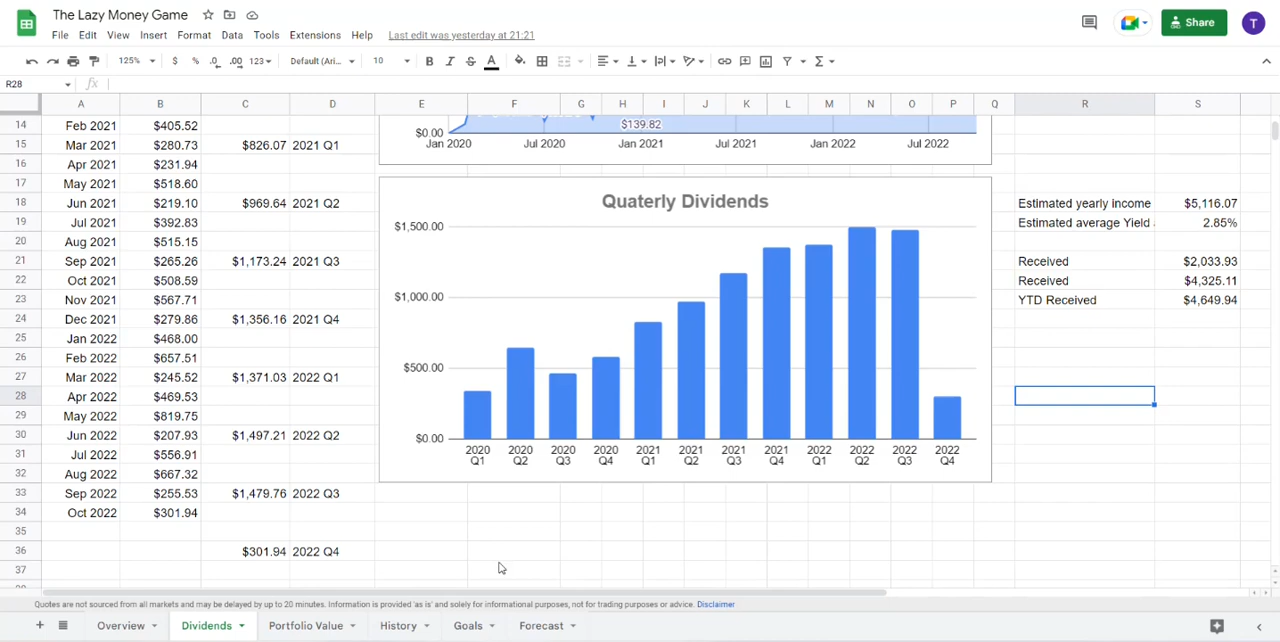 The Lazy Money Game
File Edit View Insert Format Data Tools Extensions Help Last edit was yesterday at 21:21
Share
T
125% $ % .0 .00 123 Default (Ari... 10 B I S A
R28 fx
A B C D E F G H I J K L M N O P Q R S
14 Feb 2021 $405.52
15 Mar 2021 $280.73 $826.07 2021 Q1
16 Apr 2021 $231.94
17 May 2021 $518.60
18 Jun 2021 $219.10 $969.64 2021 Q2
19 Jul 2021 $392.83
20 Aug 2021 $515.15
21 Sep 2021 $265.26 $1,173.24 2021 Q3
22 Oct 2021 $508.59
23 Nov 2021 $567.71
24 Dec 2021 $279.86 $1,356.16 2021 Q4
25 Jan 2022 $468.00
26 Feb 2022 $657.51
27 Mar 2022 $245.52 $1,371.03 2022 Q1
28 Apr 2022 $469.53
29 May 2022 $819.75
30 Jun 2022 $207.93 $1,497.21 2022 Q2
31 Jul 2022 $556.91
32 Aug 2022 $667.32
33 Sep 2022 $255.53 $1,479.76 2022 Q3
34 Oct 2022 $301.94
35
36 $301.94 2022 Q4
37
$139.82
$0.00
Jan 2020 Jul 2020 Jan 2021 Jul 2021 Jan 2022 Jul 2022
Quaterly Dividends
$1,500.00
$1,000.00
$500.00
$0.00
2020 2020 2020 2020 2021 2021 2021 2021 2022 2022 2022 2022
Q1 Q2 Q3 Q4 Q1 Q2 Q3 Q4 Q1 Q2 Q3 Q4
Estimated yearly income $5,116.07
Estimated average Yield 2.85%
Received $2,033.93
Received $4,325.11
YTD Received $4,649.94
Quotes are not sourced from all markets and may be delayed by up to 20 minutes. Information is provided 'as is' and solely for informational purposes, not for trading purposes or advice. Disclaimer
Overview Dividends Portfolio Value History Goals Forecast